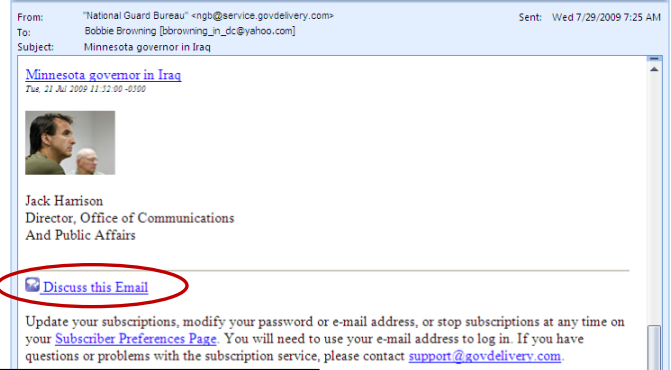 From: "National Guard Bureau" <ngb@service.govdelivery.com> Sent: Wed 7/29/2009 7:25 AM
To: Bobbie Browning [bbrowning_in_dc@yahoo.com]
Subject: Minnesota governor in Iraq
Minnesota governor in Iraq
Tue, 21 Jul 2009 11:52:00 -0500
Jack Harrison
Director, Office of Communications
And Public Affairs
Discuss this Email
Update your subscriptions, modify your password or e-mail address, or stop subscriptions at any time on
your Subscriber Preferences Page. You will need to use your e-mail address to log in. If you have
questions or problems with the subscription service, please contact support@govdelivery.com.